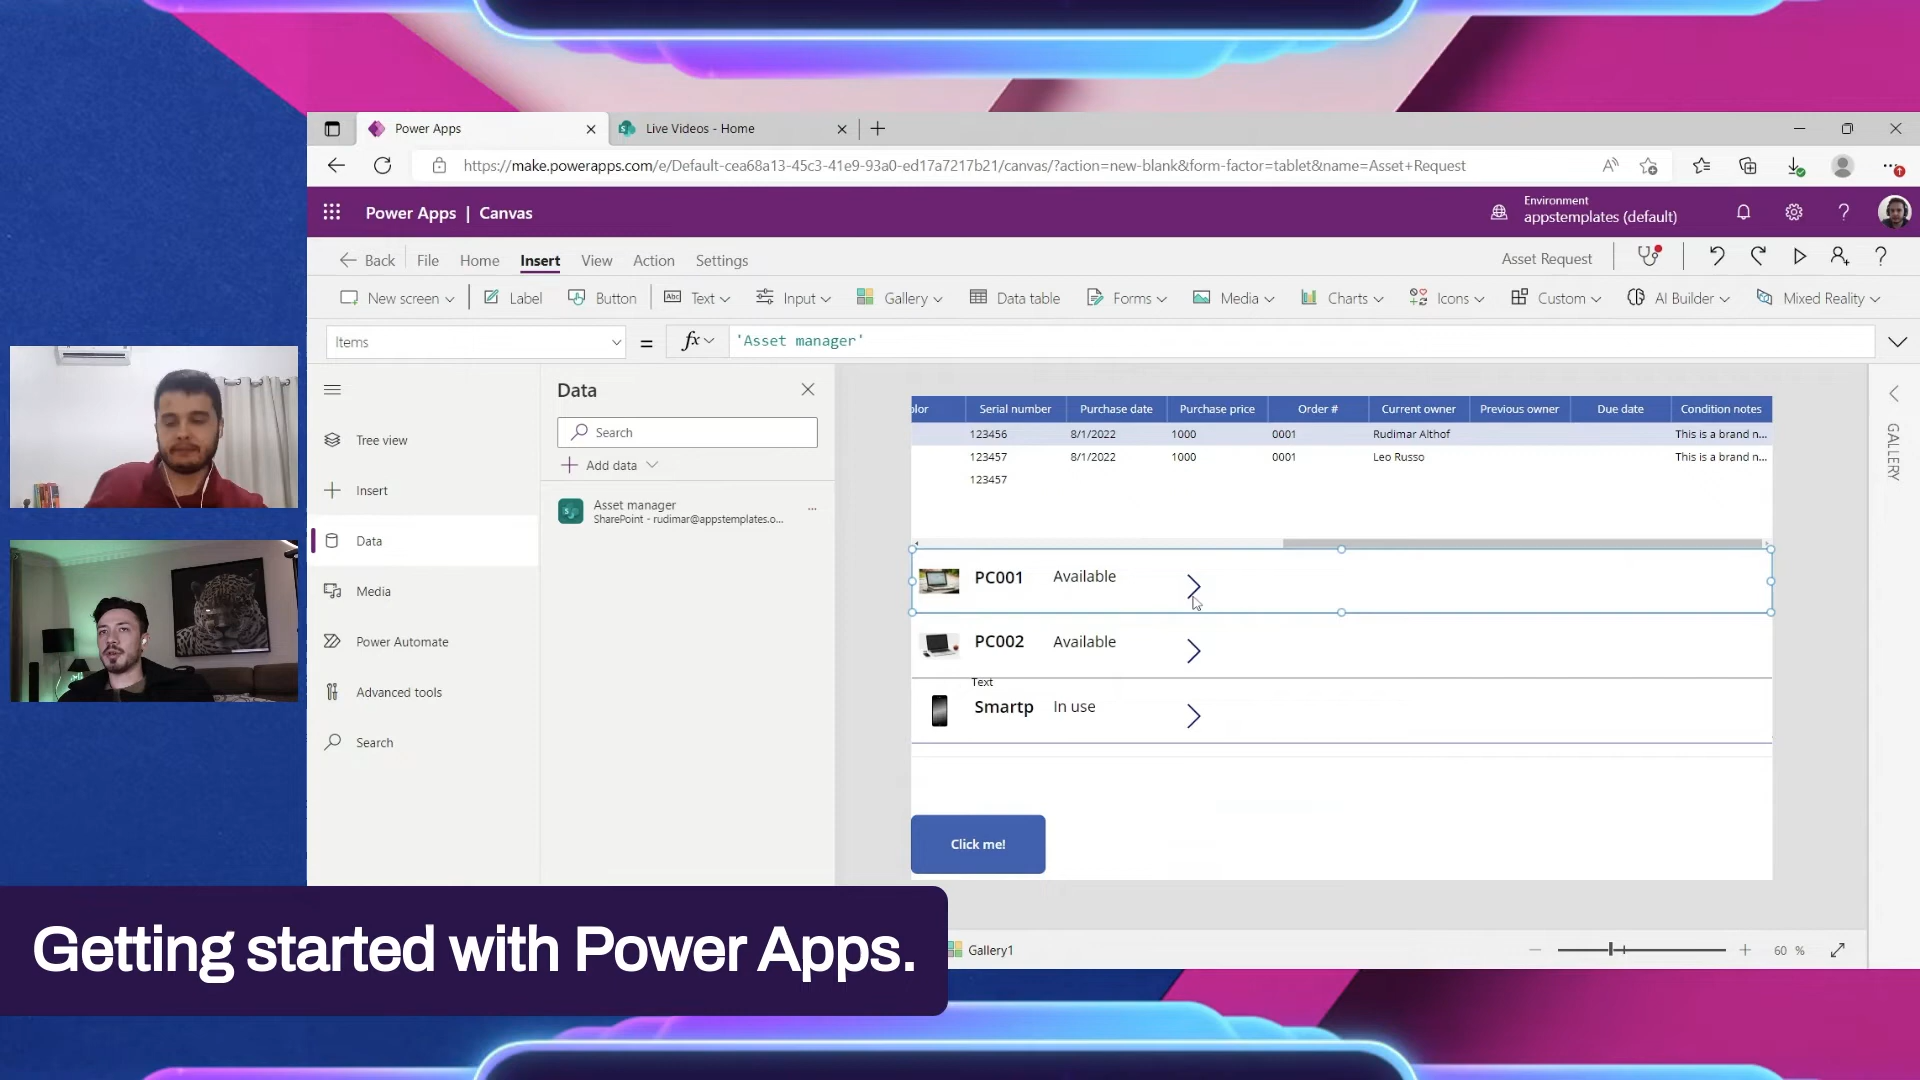 Power Apps
Live Videos - Home
https://make.powerapps.com/e/Default-cea68a13-45c3-41e9-93a0-ed17a7217b21/canvas/?action=new-blank&form-factor=tablet&name=Asset+Request
Power Apps | Canvas
Environment
appstemplates (default)
Back File Home Insert View Action Settings
Asset Request
New screen Label Button Text Input Gallery Data table Forms Media Charts Icons Custom AI Builder Mixed Reality
Items = fx 'Asset manager'
Tree view
Insert
Data
Media
Power Automate
Advanced tools
Search
Data
Search
Add data
Asset manager
SharePoint - rudimar@appstemplates.o...
olor Serial number Purchase date Purchase price Order # Current owner Previous owner Due date Condition notes
123456 8/1/2022 1000 0001 Rudimar Althof This is a brand n...
123457 8/1/2022 1000 0001 Leo Russo This is a brand n...
123457
PC001 Available
PC002 Available
Text
Smartp In use
Click me!
GALLERY
Gallery1
60 %
Getting started with Power Apps.